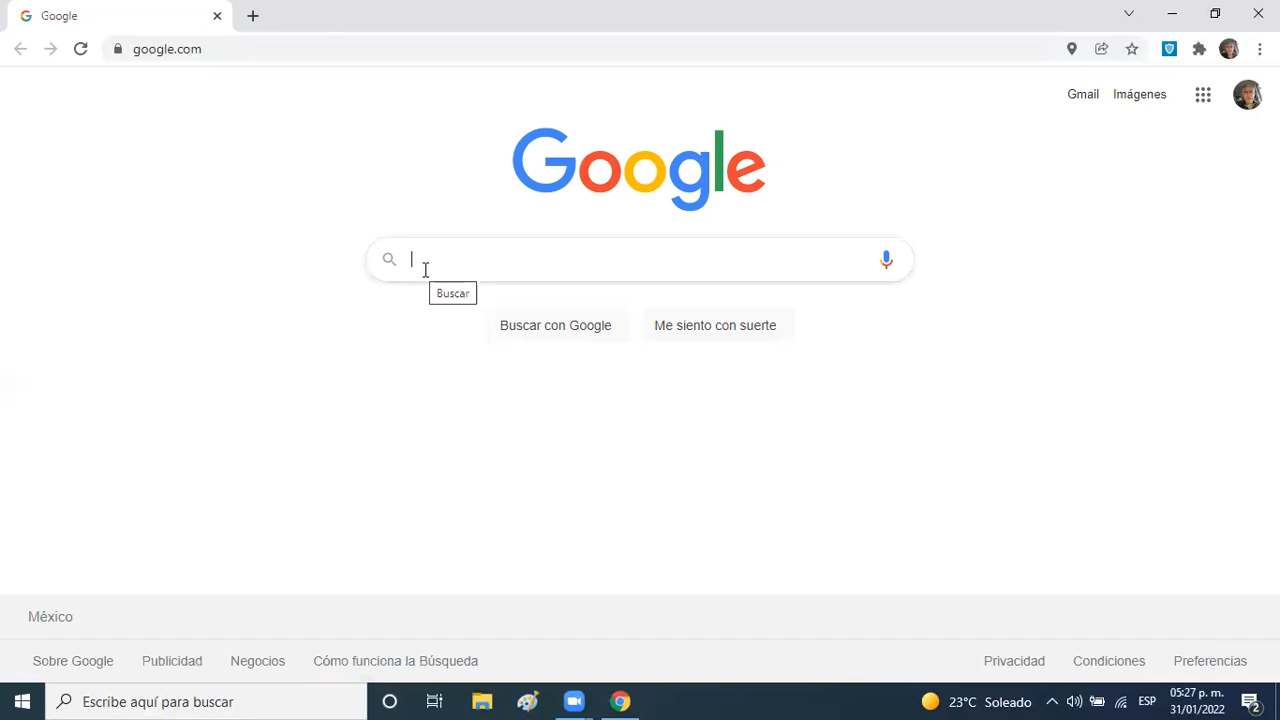 Google
google.com
Gmail Imágenes
Google
Buscar
Buscar con Google Me siento con suerte
México
Sobre Google Publicidad Negocios Cómo funciona la Búsqueda Privacidad Condiciones Preferencias
Escribe aquí para buscar 23°C Soleado ESP 05:27 p. m.
31/01/2022 2